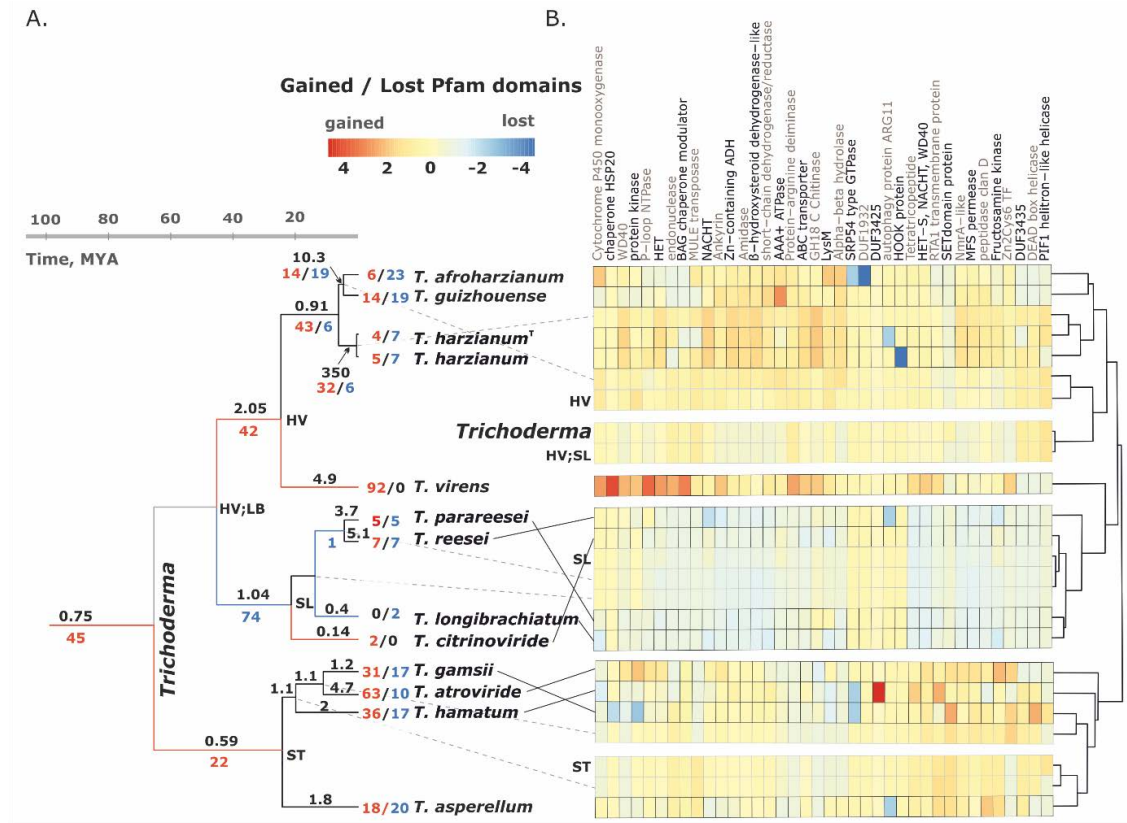 A.
B.
Gained / Lost Pfam domains
gained
lost
4
2
0
-2
-4
100
80
60
40
20
Time, MYA
Cytochrome P450 monooxygenase
chaperone HSP20
WD40
protein kinase
P-loop NTPase
HET
endonuclease
BAG chaperone modulator
MULE transposase
NACHT
Ankyrin
Zn−containing ADH
Amidase
ß-hydroxysteroid dehydrogenase−like
short−chain dehydrogenase/reductase
AAA+ ATPase
Protein−arginine deiminase
ABC transporter
GH18 C Chitinase
LysM
Alpha−beta hydrolase
SRP54 type GTPase
DUF1932
DUF3425
autophagy protein ARG11
HOOK protein
Tetratricopeptide
HET−S, NACHT, WD40
RTA1 transmembrane protein
SETdomain protein
NmrA−like
MFS permease
peptidase clan D
Fructosamine kinase
Zn2Cys6 TF
DUF3435
DEAD box helicase
PIF1 helitron−like helicase
10.3
14/19
6/23
T. afroharzianum
14/19
T. guizhouense
0.91
43/6
4/7
T. harzianumᵀ
5/7
T. harzianum
350
32/6
2.05
42
HV
HV
Trichoderma
HV;SL
4.9
92/0
T. virens
HV;LB
3.7
5/5
T. parareesei
5.1
7/7
T. reesei
1
SL
1.04
74
SL
0.4
0/2
T. longibrachiatum
0.14
2/0
T. citrinoviride
0.75
45
Trichoderma
1.2
31/17
T. gamsii
1.1
4.7
63/10
T. atroviride
1.1
2
36/17
T. hamatum
0.59
22
ST
ST
1.8
18/20
T. asperellum